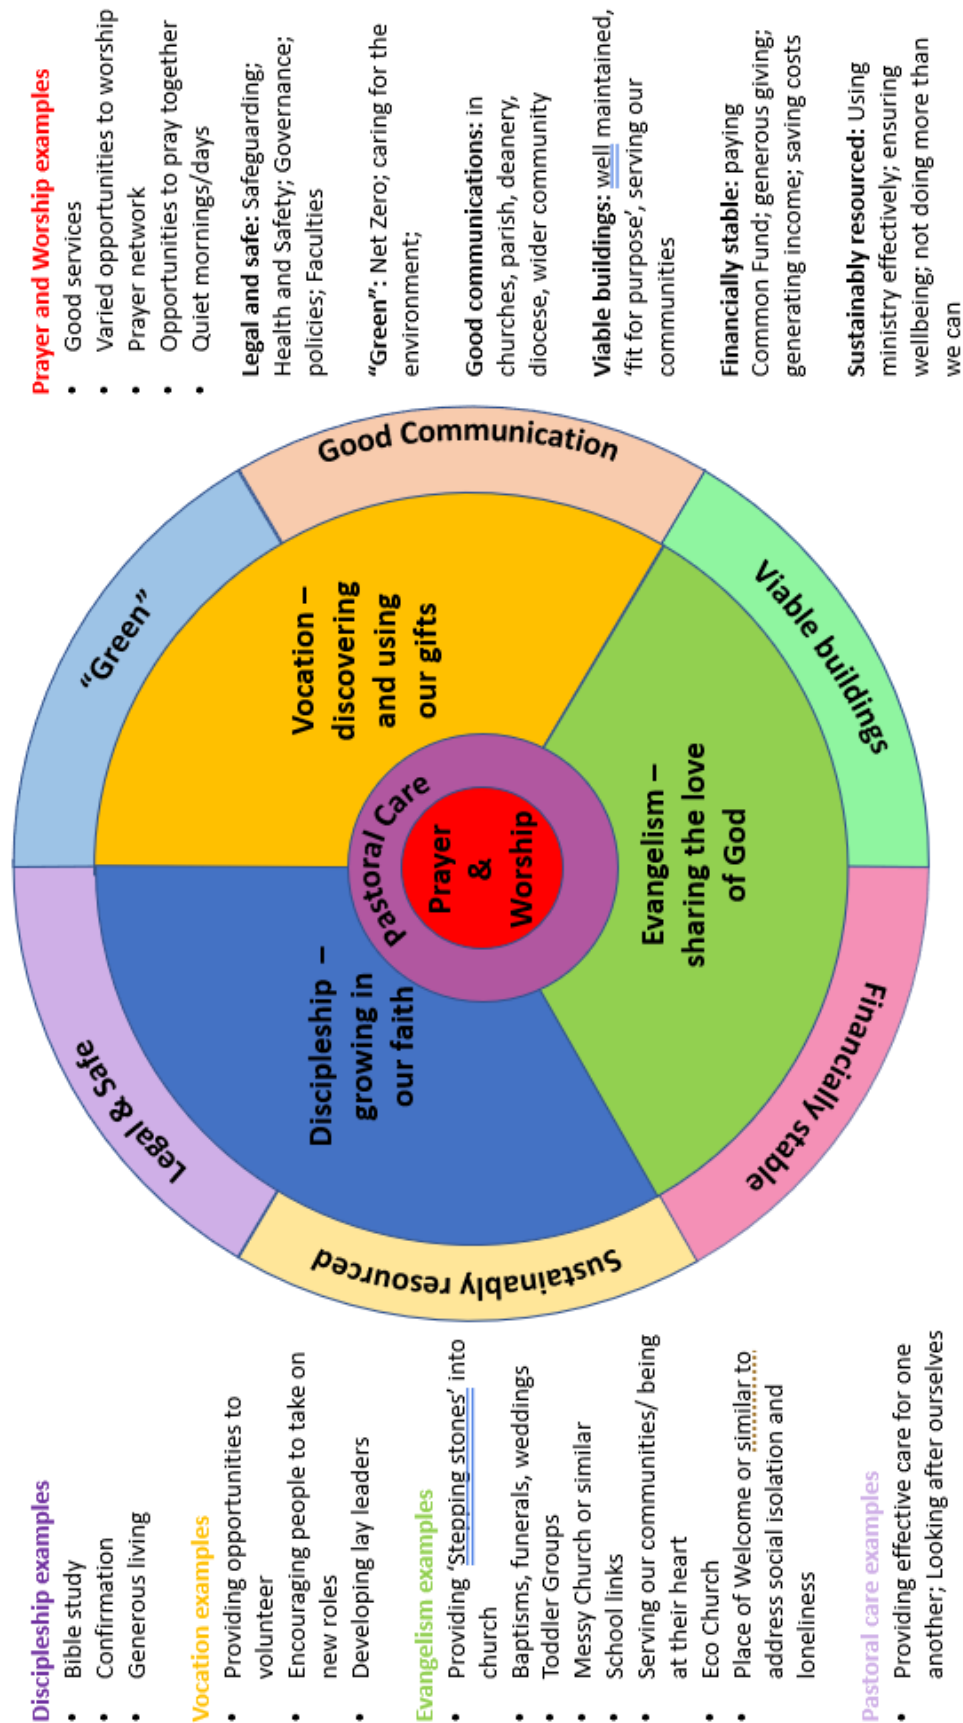 Discipleship examples
• Bible study
• Confirmation
• Generous living
Vocation examples
• Providing opportunities to
volunteer
• Encouraging people to take on
new roles
• Developing lay leaders
Evangelism examples
• Providing ‘Stepping stones’ into
church
• Baptisms, funerals, weddings
• Toddler Groups
• Messy Church or similar
• School links
• Serving our communities/ being
at their heart
• Eco Church
• Place of Welcome or similar to
address social isolation and
loneliness
Pastoral care examples
• Providing effective care for one
another; Looking after ourselves
Legal & Safe
“Green”
Good Communication
Viable buildings
Financially stable
Sustainably resourced
Discipleship –
growing in
our faith
Vocation –
discovering
and using
our gifts
Evangelism –
sharing the love
of God
Pastoral Care
Prayer
&
Worship
Prayer and Worship examples
• Good services
• Varied opportunities to worship
• Prayer network
• Opportunities to pray together
• Quiet mornings/days
Legal and safe: Safeguarding;
Health and Safety; Governance;
policies; Faculties
“Green”: Net Zero; caring for the
environment;
Good communications: in
churches, parish, deanery,
diocese, wider community
Viable buildings: well maintained,
‘fit for purpose’, serving our
communities
Financially stable: paying
Common Fund; generous giving;
generating income; saving costs
Sustainably resourced: Using
ministry effectively; ensuring
wellbeing; not doing more than
we can